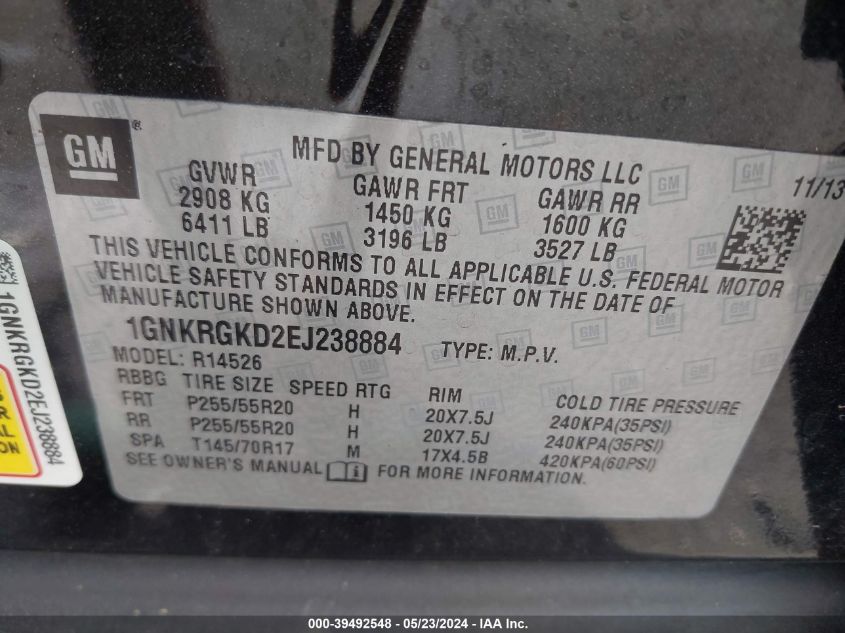 GM
MFD BY GENERAL MOTORS LLC
11/13
GVWR GAWR FRT GAWR RR
2908 KG 1450 KG 1600 KG
6411 LB 3196 LB 3527 LB
THIS VEHICLE CONFORMS TO ALL APPLICABLE U.S. FEDERAL MOTOR
VEHICLE SAFETY STANDARDS IN EFFECT ON THE DATE OF
MANUFACTURE SHOWN ABOVE.
1GNKRGKD2EJ238884 TYPE: M.P.V.
MODEL: R14526
RBBG TIRE SIZE SPEED RTG RIM COLD TIRE PRESSURE
FRT P255/55R20 H 20X7.5J 240KPA(35PSI)
RR P255/55R20 H 20X7.5J 240KPA(35PSI)
SPA T145/70R17 M 17X4.5B 420KPA(60PSI)
SEE OWNER'S MANUAL FOR MORE INFORMATION.
1GNKRGKD2EJ238884
000-39492548 - 05/23/2024 - IAA Inc.